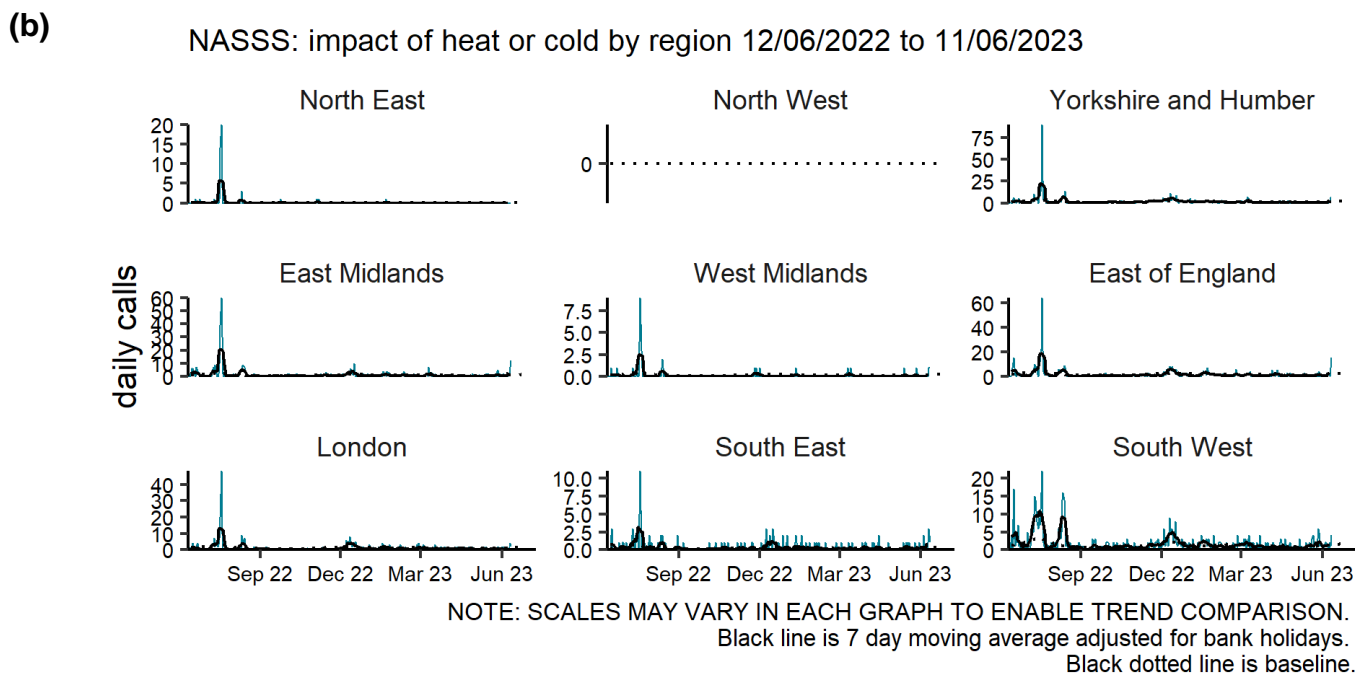 (b)
NASSS: impact of heat or cold by region 12/06/2022 to 11/06/2023
North East
North West
Yorkshire and Humber
20
15
10
5
0
0
75
50
25
0
daily calls
East Midlands
West Midlands
East of England
60
50
40
30
20
10
0
7.5
5.0
2.5
0.0
60
40
20
0
London
South East
South West
40
30
20
10
0
10.0
7.5
5.0
2.5
0.0
20
15
10
5
0
Sep 22 Dec 22 Mar 23 Jun 23
Sep 22 Dec 22 Mar 23 Jun 23
Sep 22 Dec 22 Mar 23 Jun 23
NOTE: SCALES MAY VARY IN EACH GRAPH TO ENABLE TREND COMPARISON.
Black line is 7 day moving average adjusted for bank holidays.
Black dotted line is baseline.